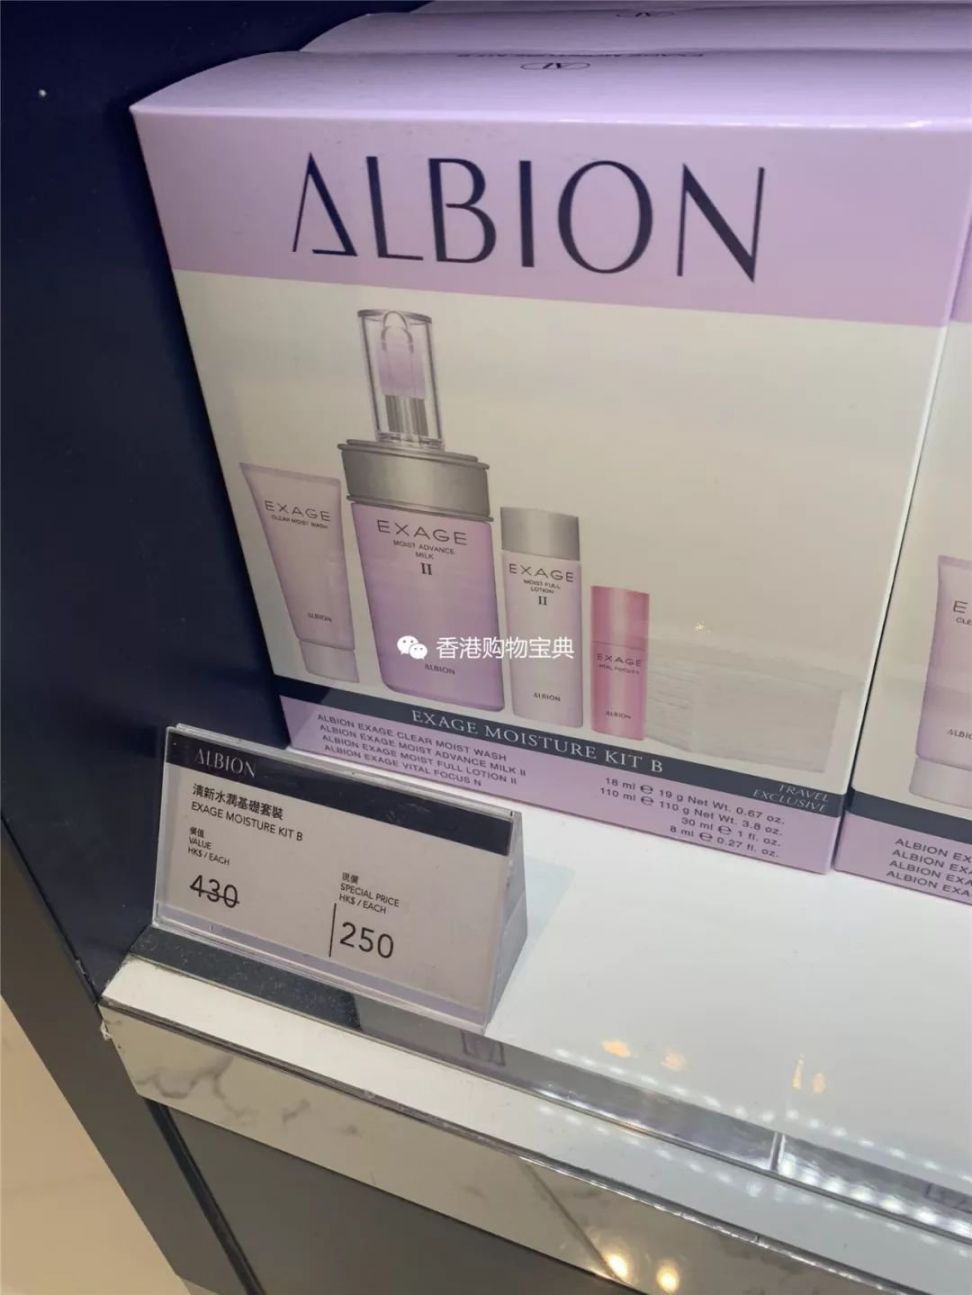 ALBION
EXAGE
CLEAR MOIST WASH
ALBION
EXAGE
MOIST ADVANCE
MILK
II
ALBION
EXAGE
MOIST FULL
LOTION
II
ALBION
EXAGE
VITAL FOCUS N
ALBION
香港购物宝典
EXAGE MOISTURE KIT B
TRAVEL
EXCLUSIVE
ALBION EXAGE CLEAR MOIST WASH
ALBION EXAGE MOIST ADVANCE MILK II
ALBION EXAGE MOIST FULL LOTION II
ALBION EXAGE VITAL FOCUS N
18 ml ℮ 19 g Net Wt. 0.67 oz.
110 ml ℮ 110 g Net Wt. 3.8 oz.
30 ml ℮ 1 fl. oz.
8 ml ℮ 0.27 fl. oz.
ALBION
清新水潤基礎套裝
EXAGE MOISTURE KIT B
價值
VALUE
HK$ / EACH
430
現價
SPECIAL PRICE
HK$ / EACH
250
ALBION EX
ALBION EXA
ALBION EXA
ALBION EXA